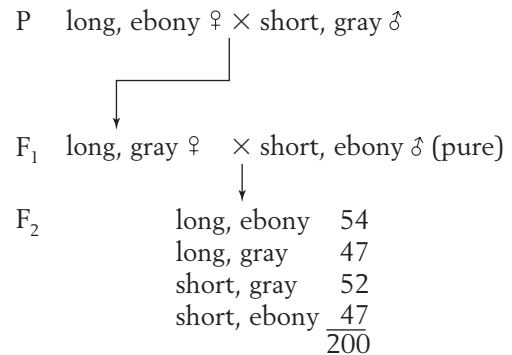 P long, ebony ♀ × short, gray ♂
F₁ long, gray ♀ × short, ebony ♂ (pure)
F₂ long, ebony 54
long, gray 47
short, gray 52
short, ebony 47
200